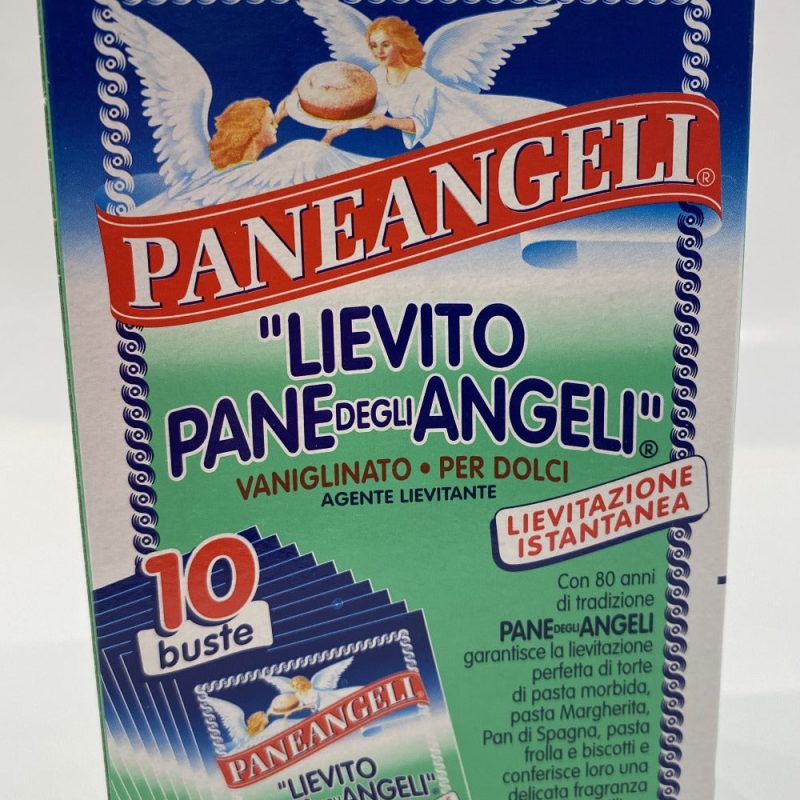 PANEANGELI®
"LIEVITO
PANE DEGLI ANGELI"®
VANIGLINATO • PER DOLCI
AGENTE LIEVITANTE
LIEVITAZIONE
ISTANTANEA
10
buste
Con 80 anni
di tradizione
PANE DEGLI ANGELI
garantisce la lievitazione
perfetta di torte
di pasta morbida,
pasta Margherita,
Pan di Spagna, pasta
frolla e biscotti e
conferisce loro una
delicata fragranza
PANEANGELI
"LIEVITO
ANGELI"